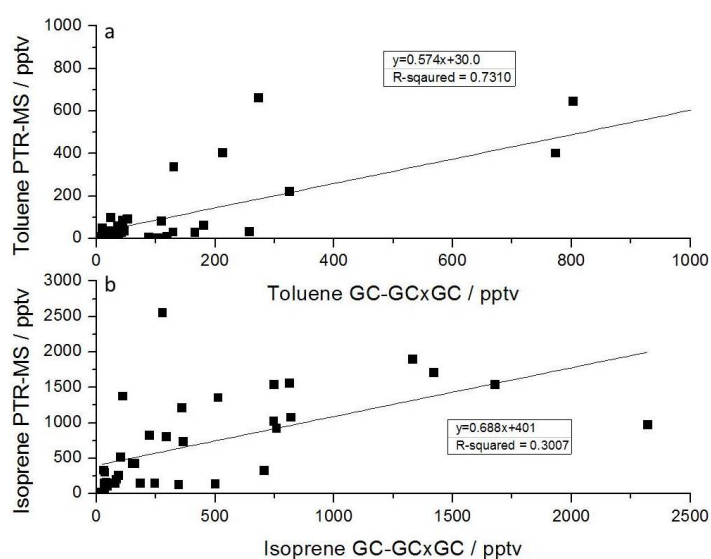 a
y=0.574x+30.0
R-sqaured = 0.7310
Toluene PTR-MS / pptv
1000
800
600
400
200
0
0 200 400 600 800 1000
Toluene GC-GCxGC / pptv
b
y=0.688x+401
R-squared = 0.3007
Isoprene PTR-MS / pptv
3000
2500
2000
1500
1000
500
0
0 500 1000 1500 2000 2500
Isoprene GC-GCxGC / pptv